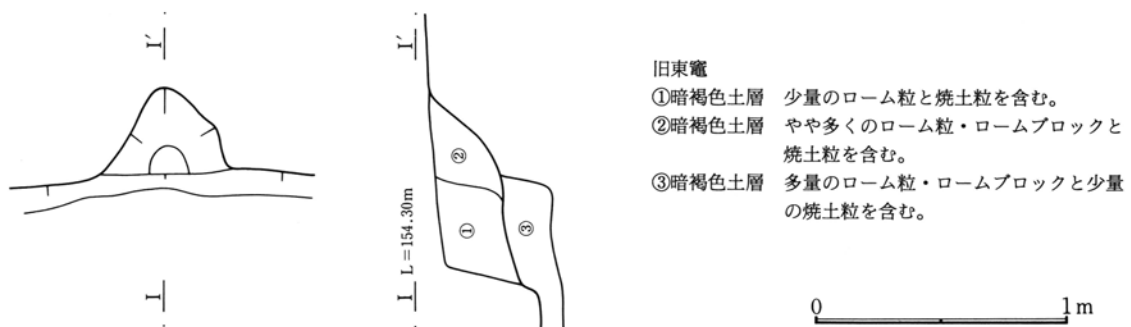 I´
I
I´
②
①
③
L＝154.30m
I
旧東竈
①暗褐色土層　少量のローム粒と焼土粒を含む。
②暗褐色土層　やや多くのローム粒・ロームブロックと
焼土粒を含む。
③暗褐色土層　多量のローム粒・ロームブロックと少量
の焼土粒を含む。
0　1m